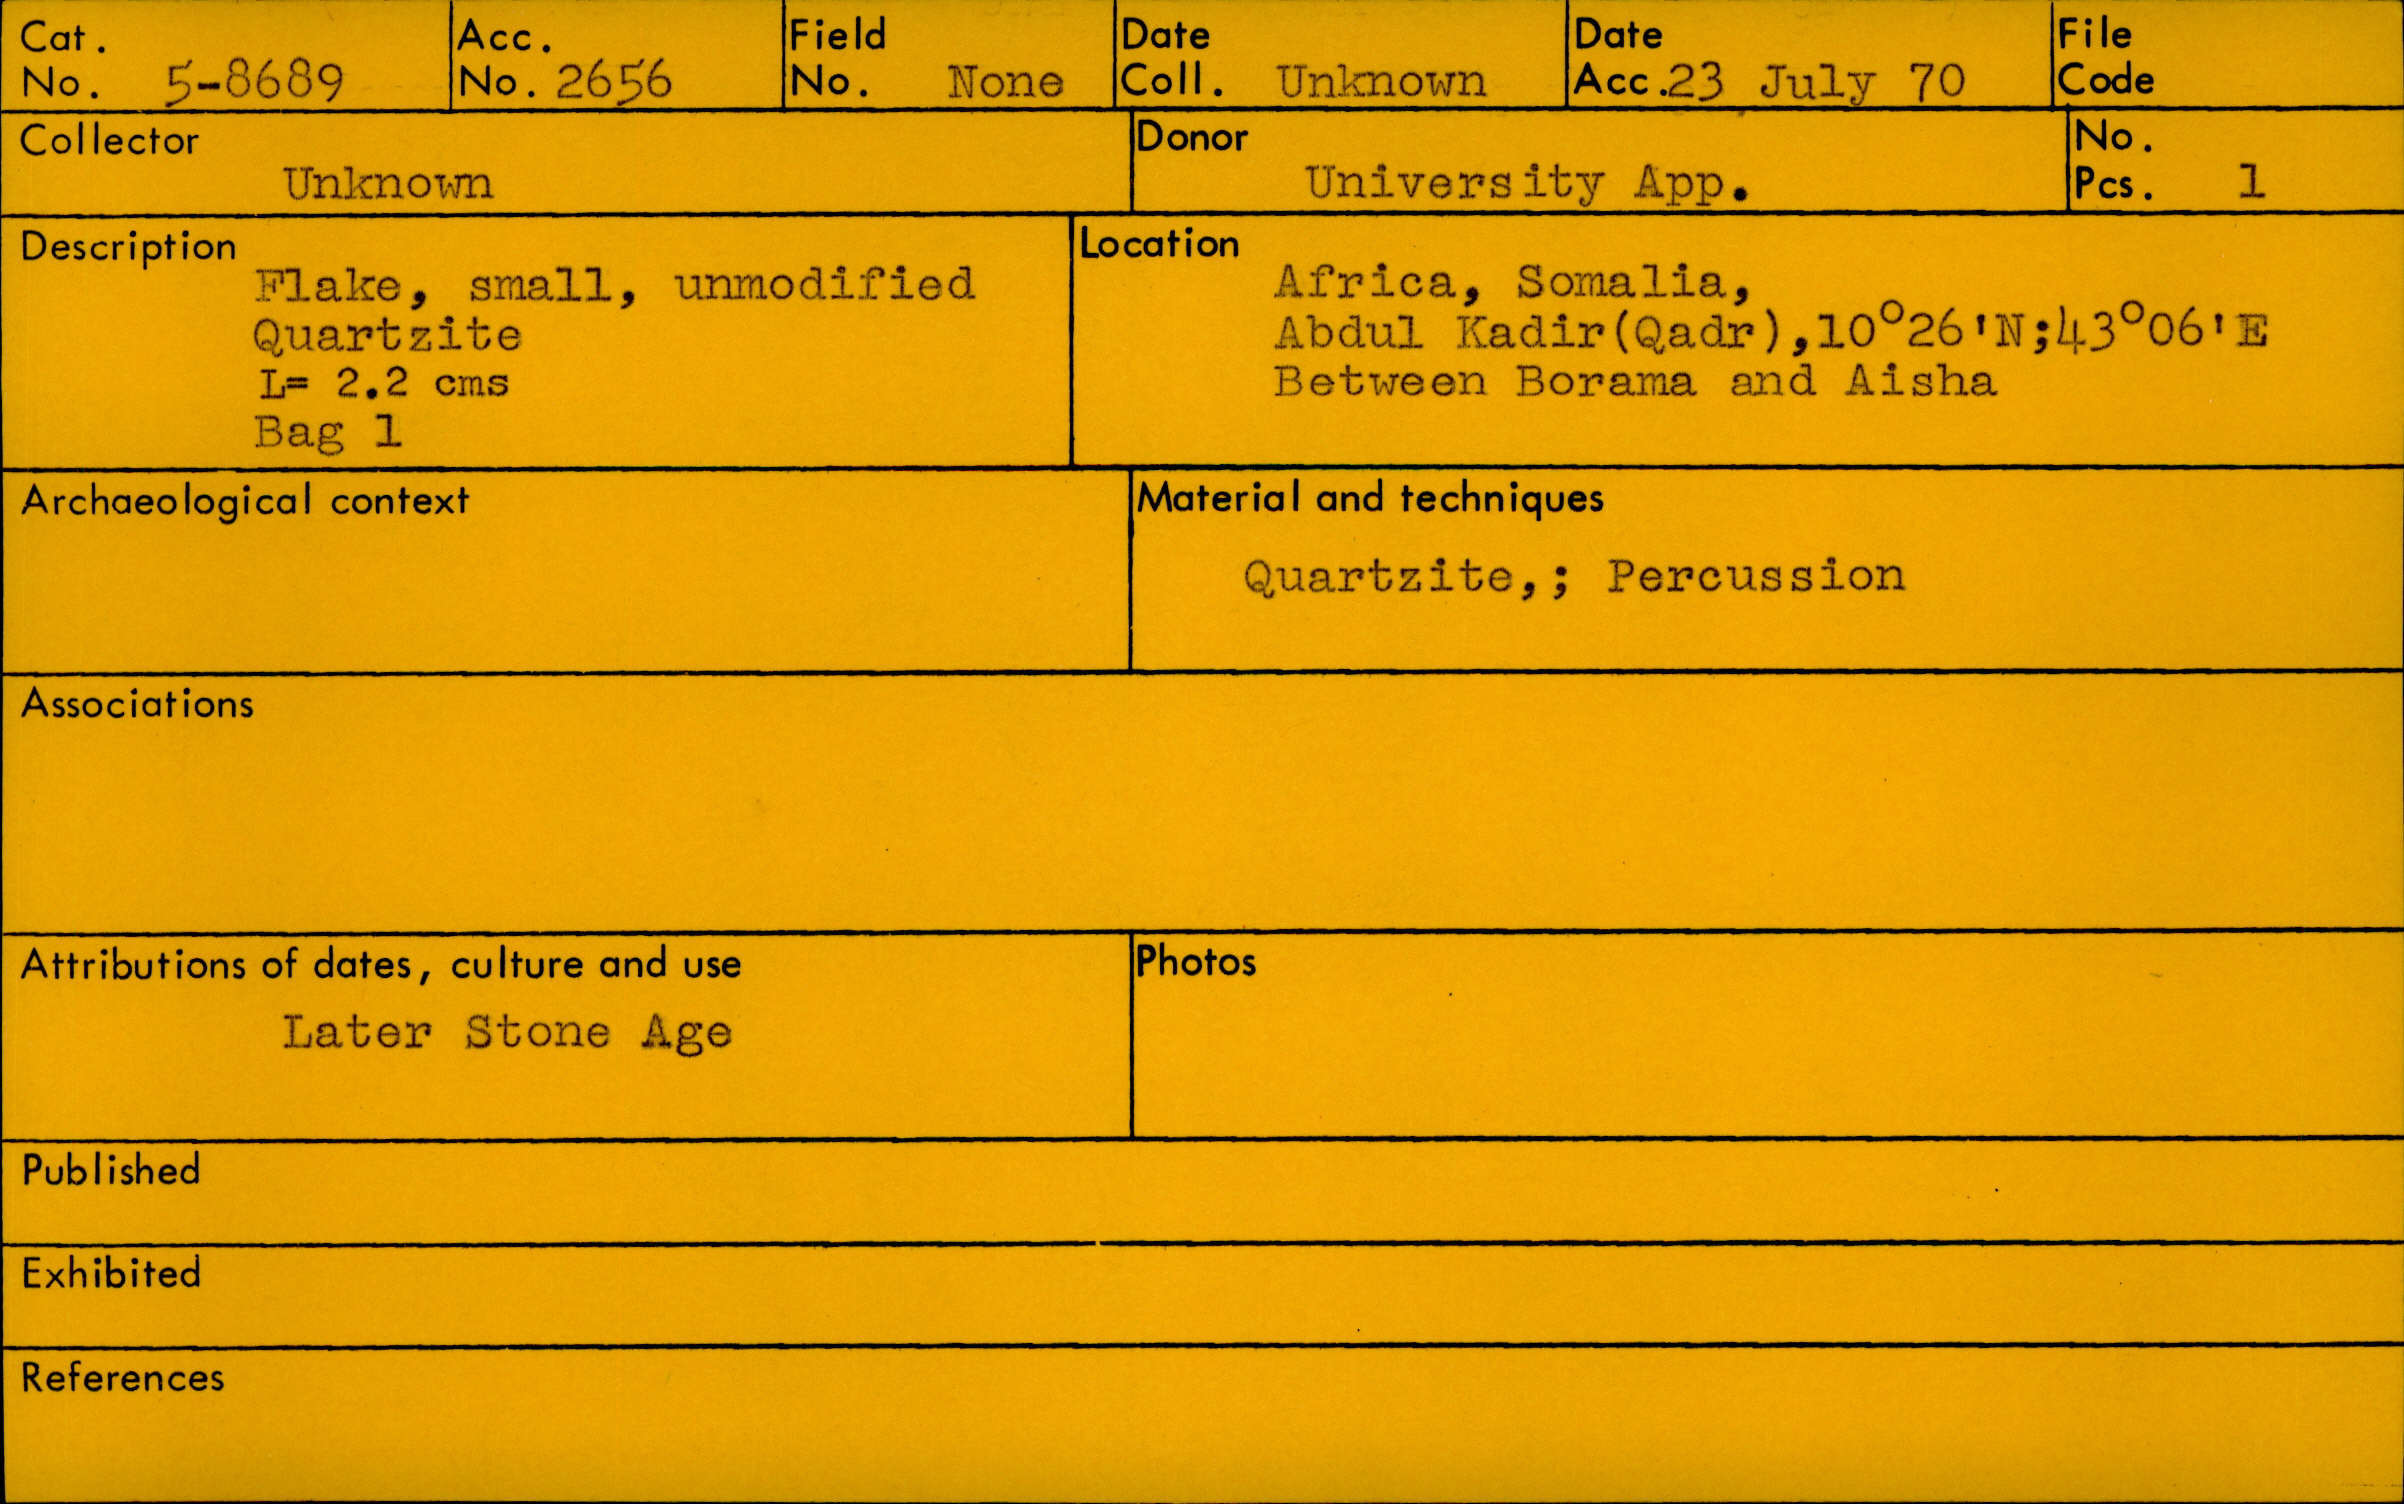 Cat. No. 5-8689
Acc. No. 2656
Field No. None
Date Coll. Unknown
Date Acc. 23 July 70
File Code
Collector
Unknown
Donor
University App.
No. Pcs. 1
Description
Flake, small, unmodified
Quartzite
L= 2.2 cms
Bag 1
Location
Africa, Somalia,
Abdul Kadir(Qadr),10°26'N;43°06'E
Between Borama and Aisha
Archaeological context
Material and techniques
Quartzite,; Percussion
Associations
Attributions of dates, culture and use
Later Stone Age
Photos
Published
Exhibited
References